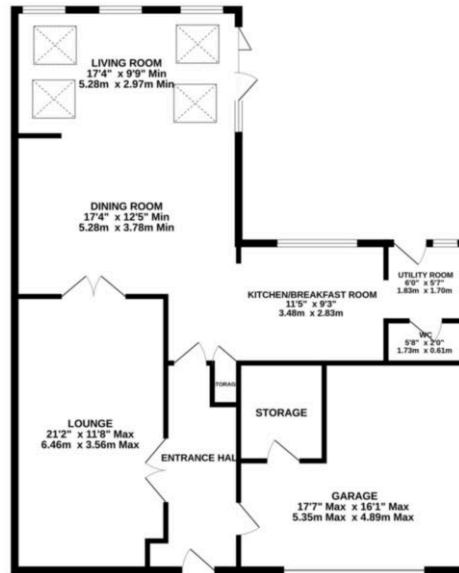 LIVING ROOM
17'4" x 9'9" Min
5.28m x 2.97m Min
DINING ROOM
17'4" x 12'5" Min
5.28m x 3.78m Min
KITCHEN/BREAKFAST ROOM
11'5" x 9'3"
3.48m x 2.83m
UTILITY ROOM
6'0" x 5'7"
1.83m x 1.70m
WC
5'8" x 2'0"
1.73m x 0.61m
TORAG
STORAGE
LOUNGE
21'2" x 11'8" Max
6.46m x 3.56m Max
ENTRANCE HAL
GARAGE
17'7" Max x 16'1" Max
5.35m Max x 4.89m Max